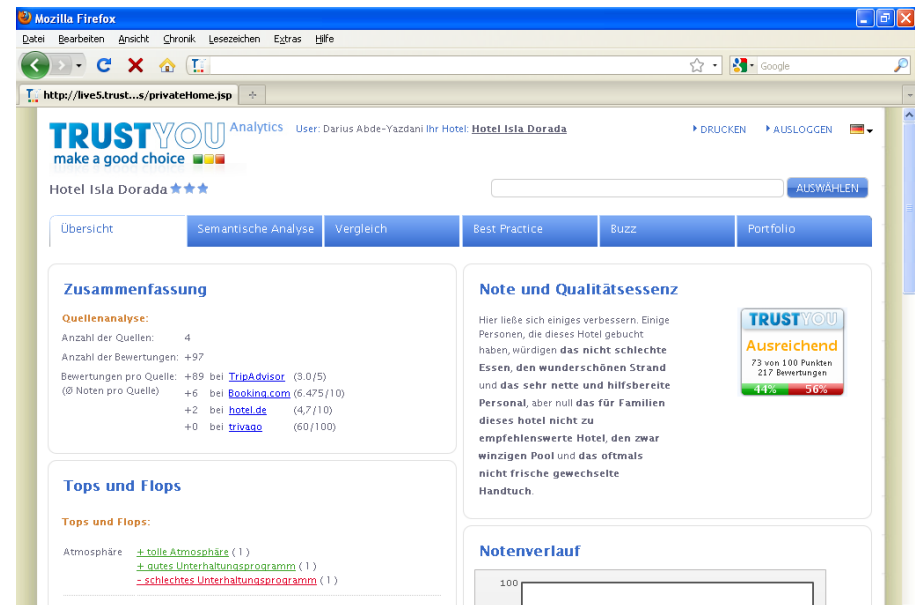 Mozilla Firefox
Datei Bearbeiten Ansicht Chronik Lesezeichen Extras Hilfe
Google
http://live5.trust...s/privateHome.jsp
TRUSTYOU Analytics User: Darius Abde-Yazdani Ihr Hotel: Hotel Isla Dorada DRUCKEN AUSLOGGEN
make a good choice
Hotel Isla Dorada
AUSWÄHLEN
Übersicht Semantische Analyse Vergleich Best Practice Buzz Portfolio
Zusammenfassung
Quellenanalyse:
Anzahl der Quellen: 4
Anzahl der Bewertungen: +97
Bewertungen pro Quelle: +89 bei TripAdvisor (3.0/5)
(Ø Noten pro Quelle) +6 bei Booking.com (6.475/10)
+2 bei hotel.de (4,7/10)
+0 bei trivago (60/100)
Tops und Flops
Tops und Flops:
Atmosphäre + tolle Atmosphäre (1)
+ gutes Unterhaltungsprogramm (1)
- schlechtes Unterhaltungsprogramm (1)
Note und Qualitätsessenz
Hier ließe sich einiges verbessern. Einige
Personen, die dieses Hotel gebucht
haben, würdigen das nicht schlechte
Essen, den wunderschönen Strand
und das sehr nette und hilfsbereite
Personal, aber null das für Familien
dieses hotel nicht zu
empfehlenswerte Hotel, den zwar
winzigen Pool und das oftmals
nicht frische gewechselte
Handtuch.
TRUSTYOU
Ausreichend
73 von 100 Punkten
217 Bewertungen
44% 56%
Notenverlauf
100